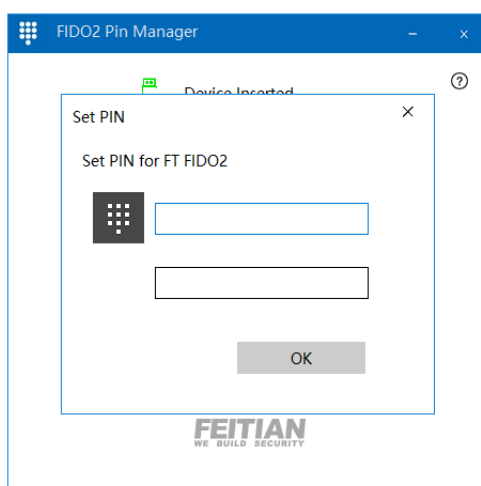 FIDO2 Pin Manager
Device Inserted
Set PIN
Set PIN for FT FIDO2
OK
FEITIAN
WE BUILD SECURITY